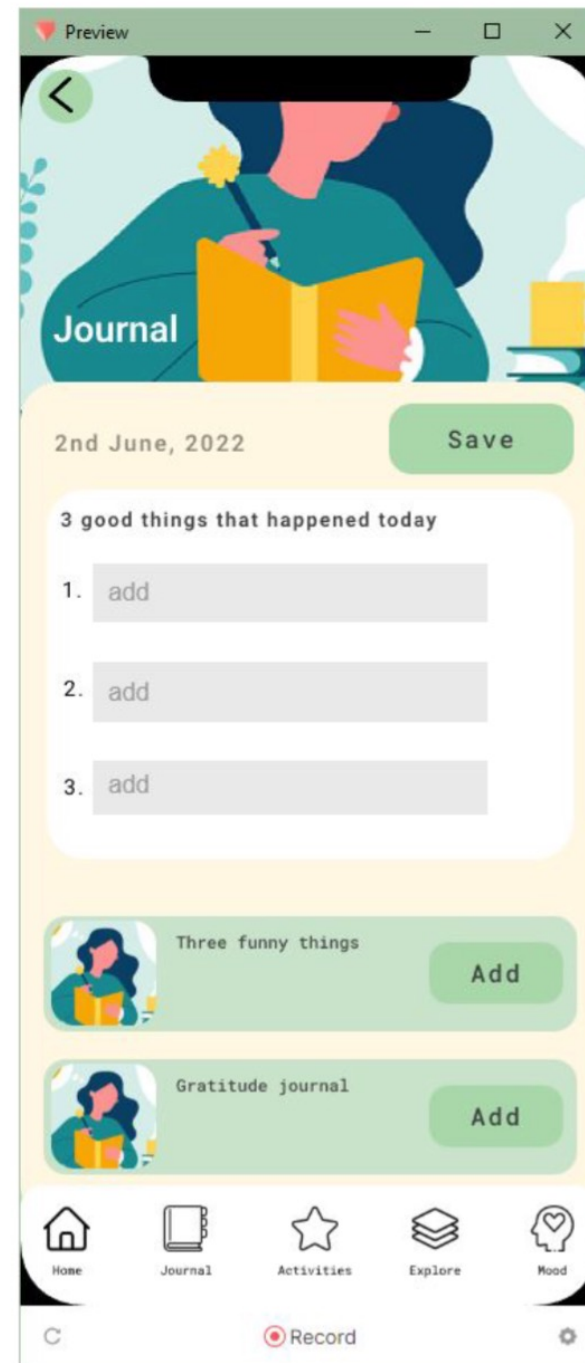 Preview
Journal
2nd June, 2022
Save
3 good things that happened today
1. add
2. add
3. add
Three funny things
Add
Gratitude journal
Add
Home Journal Activities Explore Mood
Record